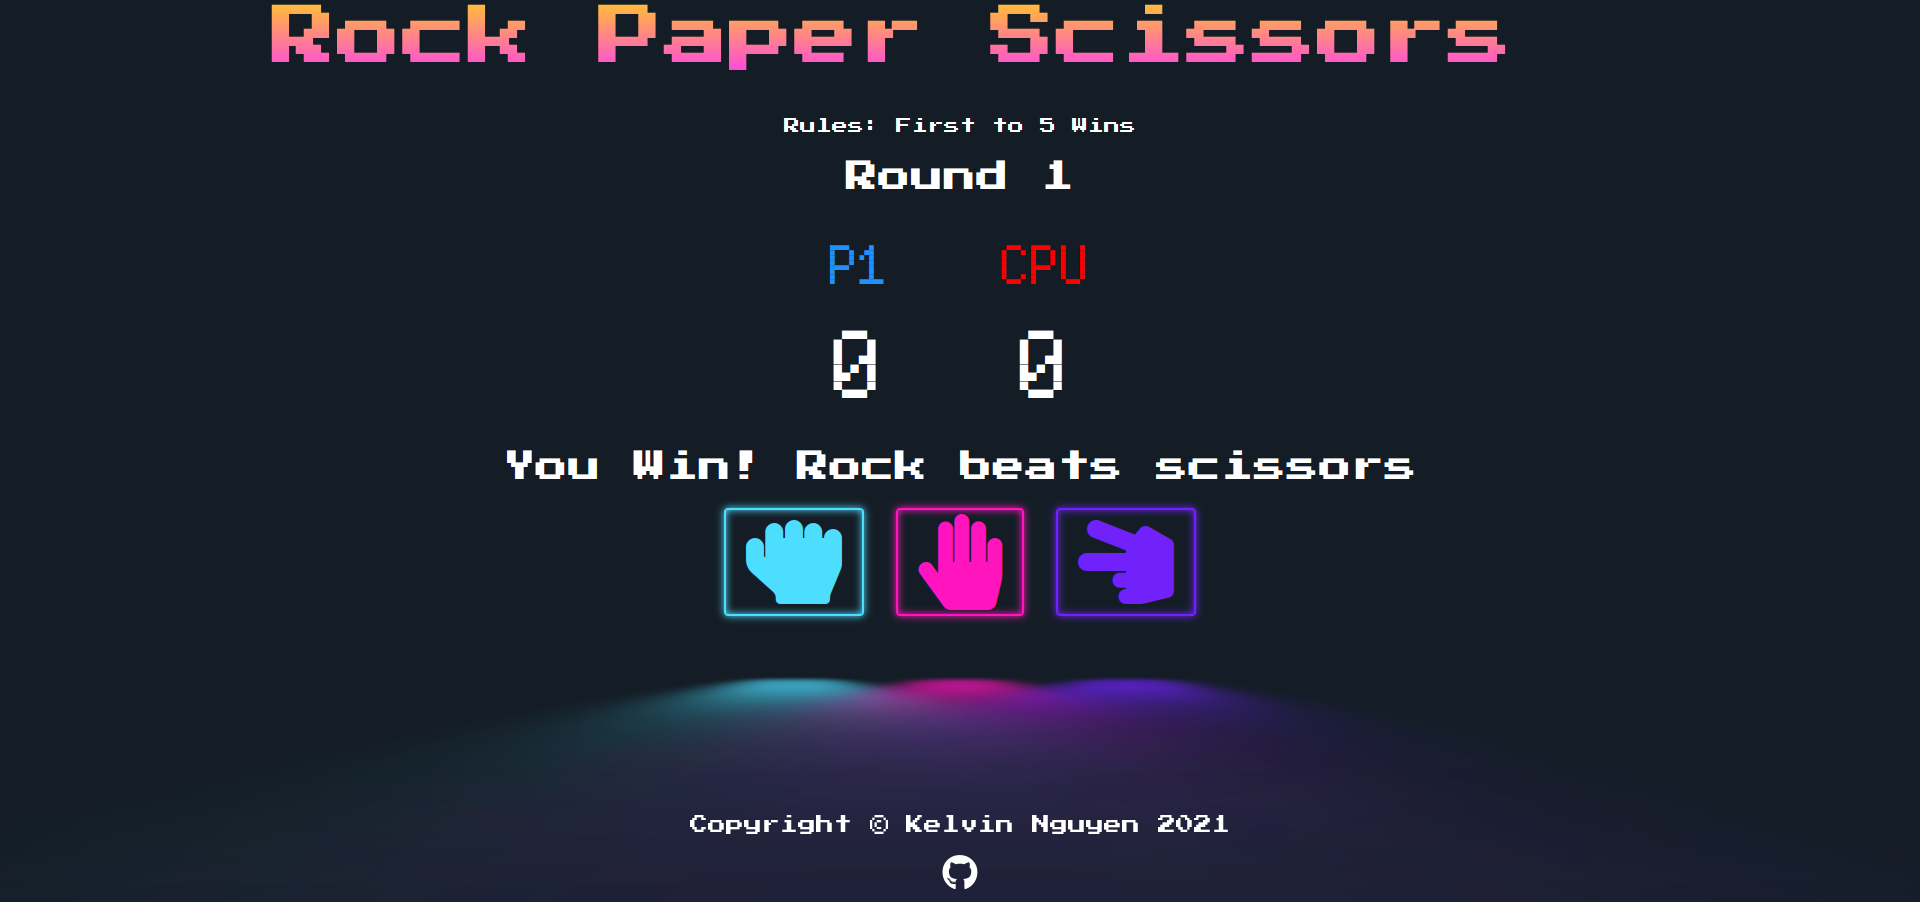 Rock Paper Scissors
Rules: First to 5 Wins
Round 1
P1 CPU
0 0
You Win! Rock beats scissors
Copyright © Kelvin Nguyen 2021